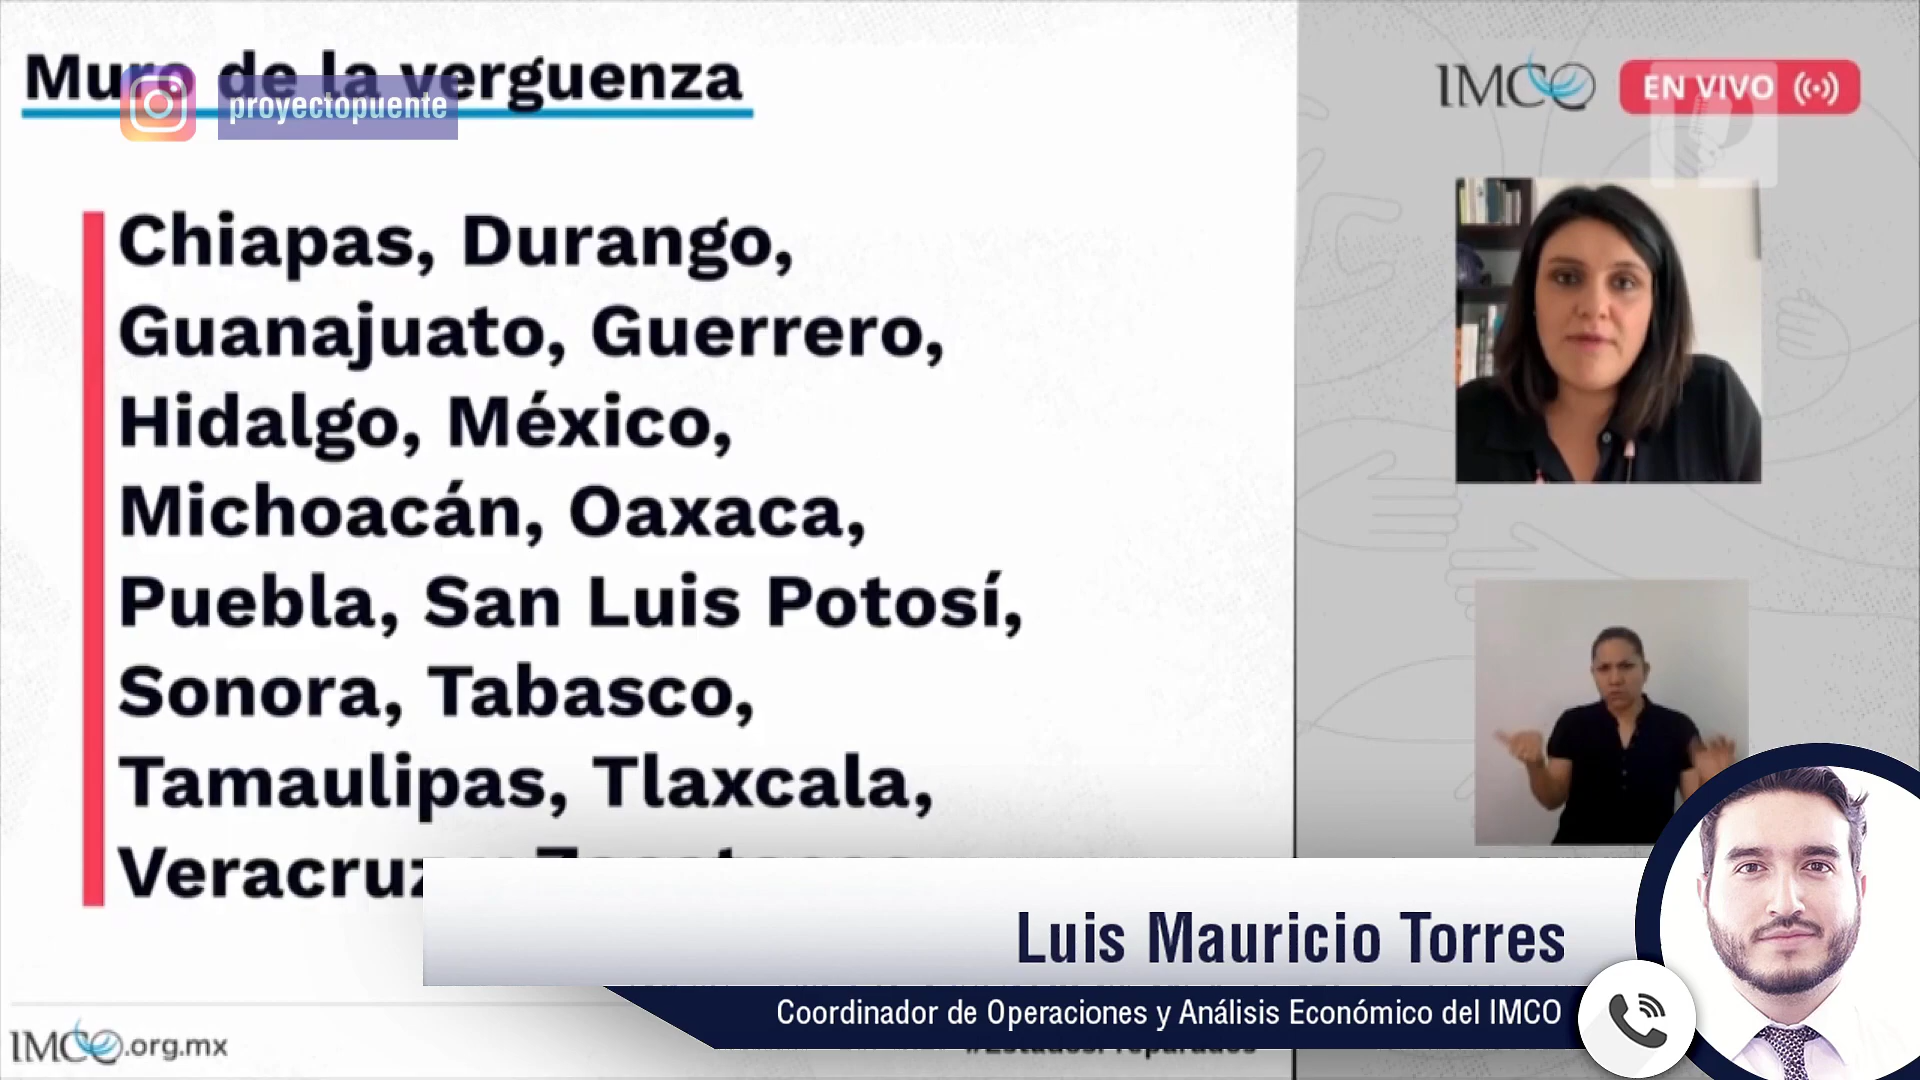 Muro de la verguenza
proyectopuente
IMCO
EN VIVO
Chiapas, Durango,
Guanajuato, Guerrero,
Hidalgo, México,
Michoacán, Oaxaca,
Puebla, San Luis Potosí,
Sonora, Tabasco,
Tamaulipas, Tlaxcala,
Veracruz
Luis Mauricio Torres
Coordinador de Operaciones y Análisis Económico del IMCO
IMCO.org.mx